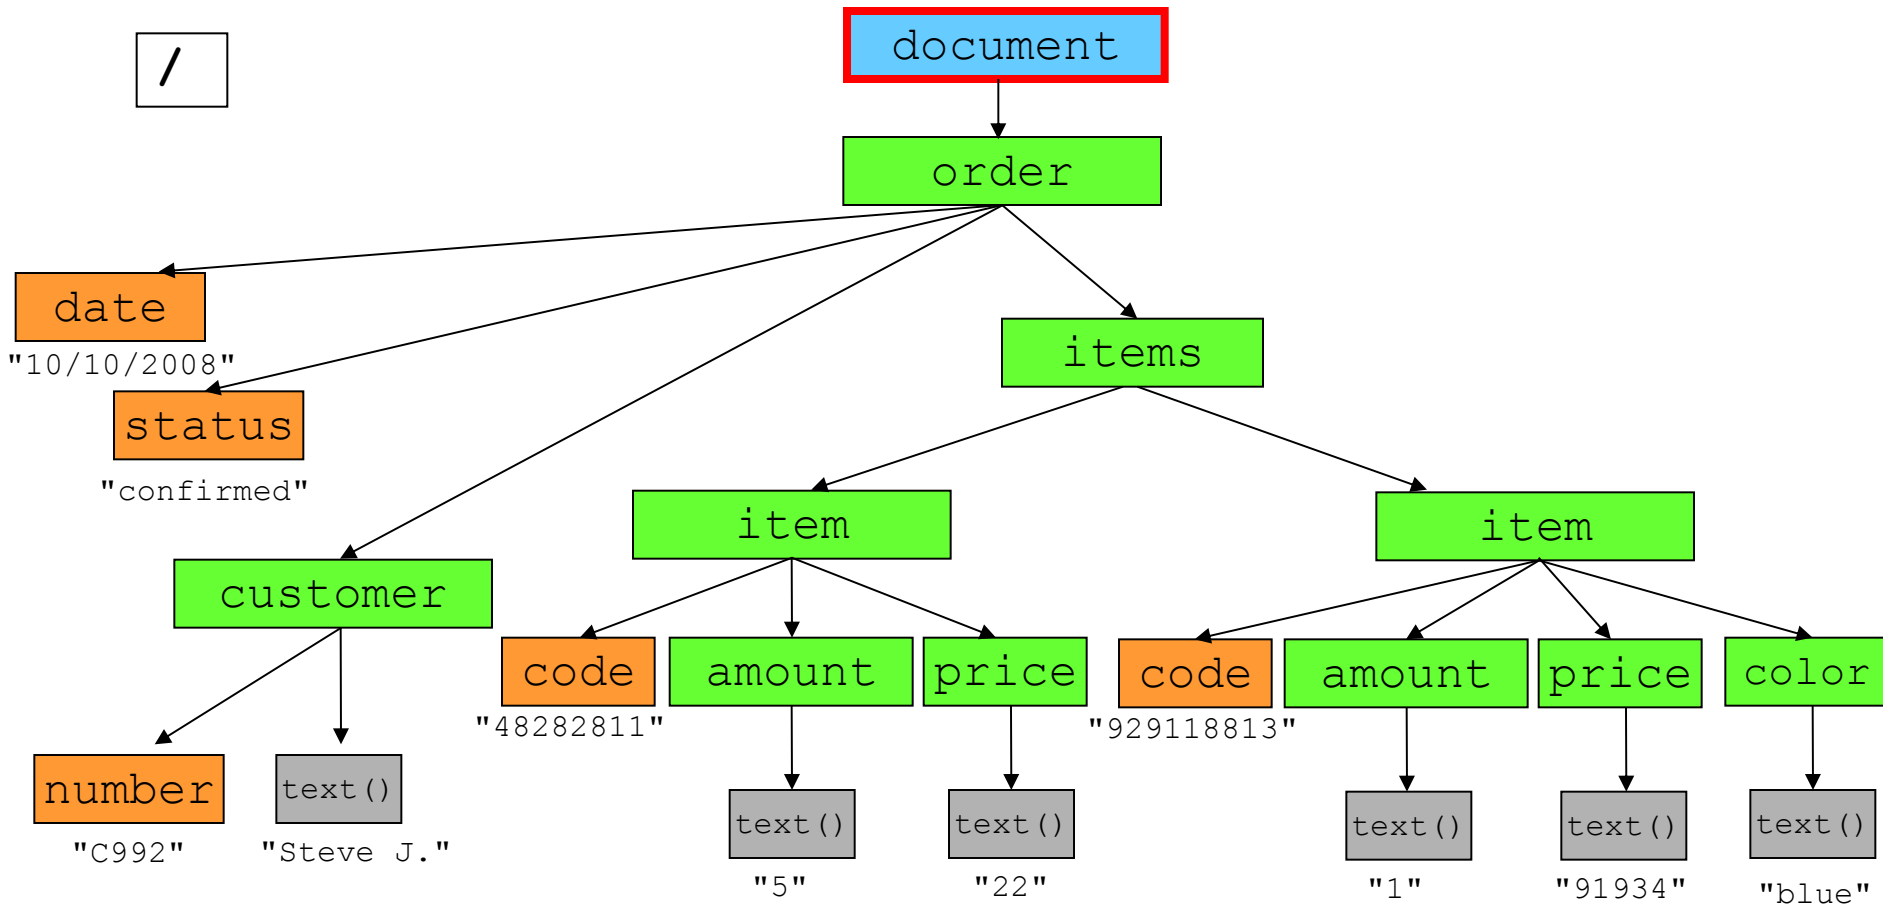 /
document
order
date
"10/10/2008"
status
"confirmed"
items
item
item
customer
code
"48282811"
amount
price
code
"929118813"
amount
price
color
number
"C992"
text()
"Steve J."
text()
"5"
text()
"22"
text()
"1"
text()
"91934"
text()
"blue"